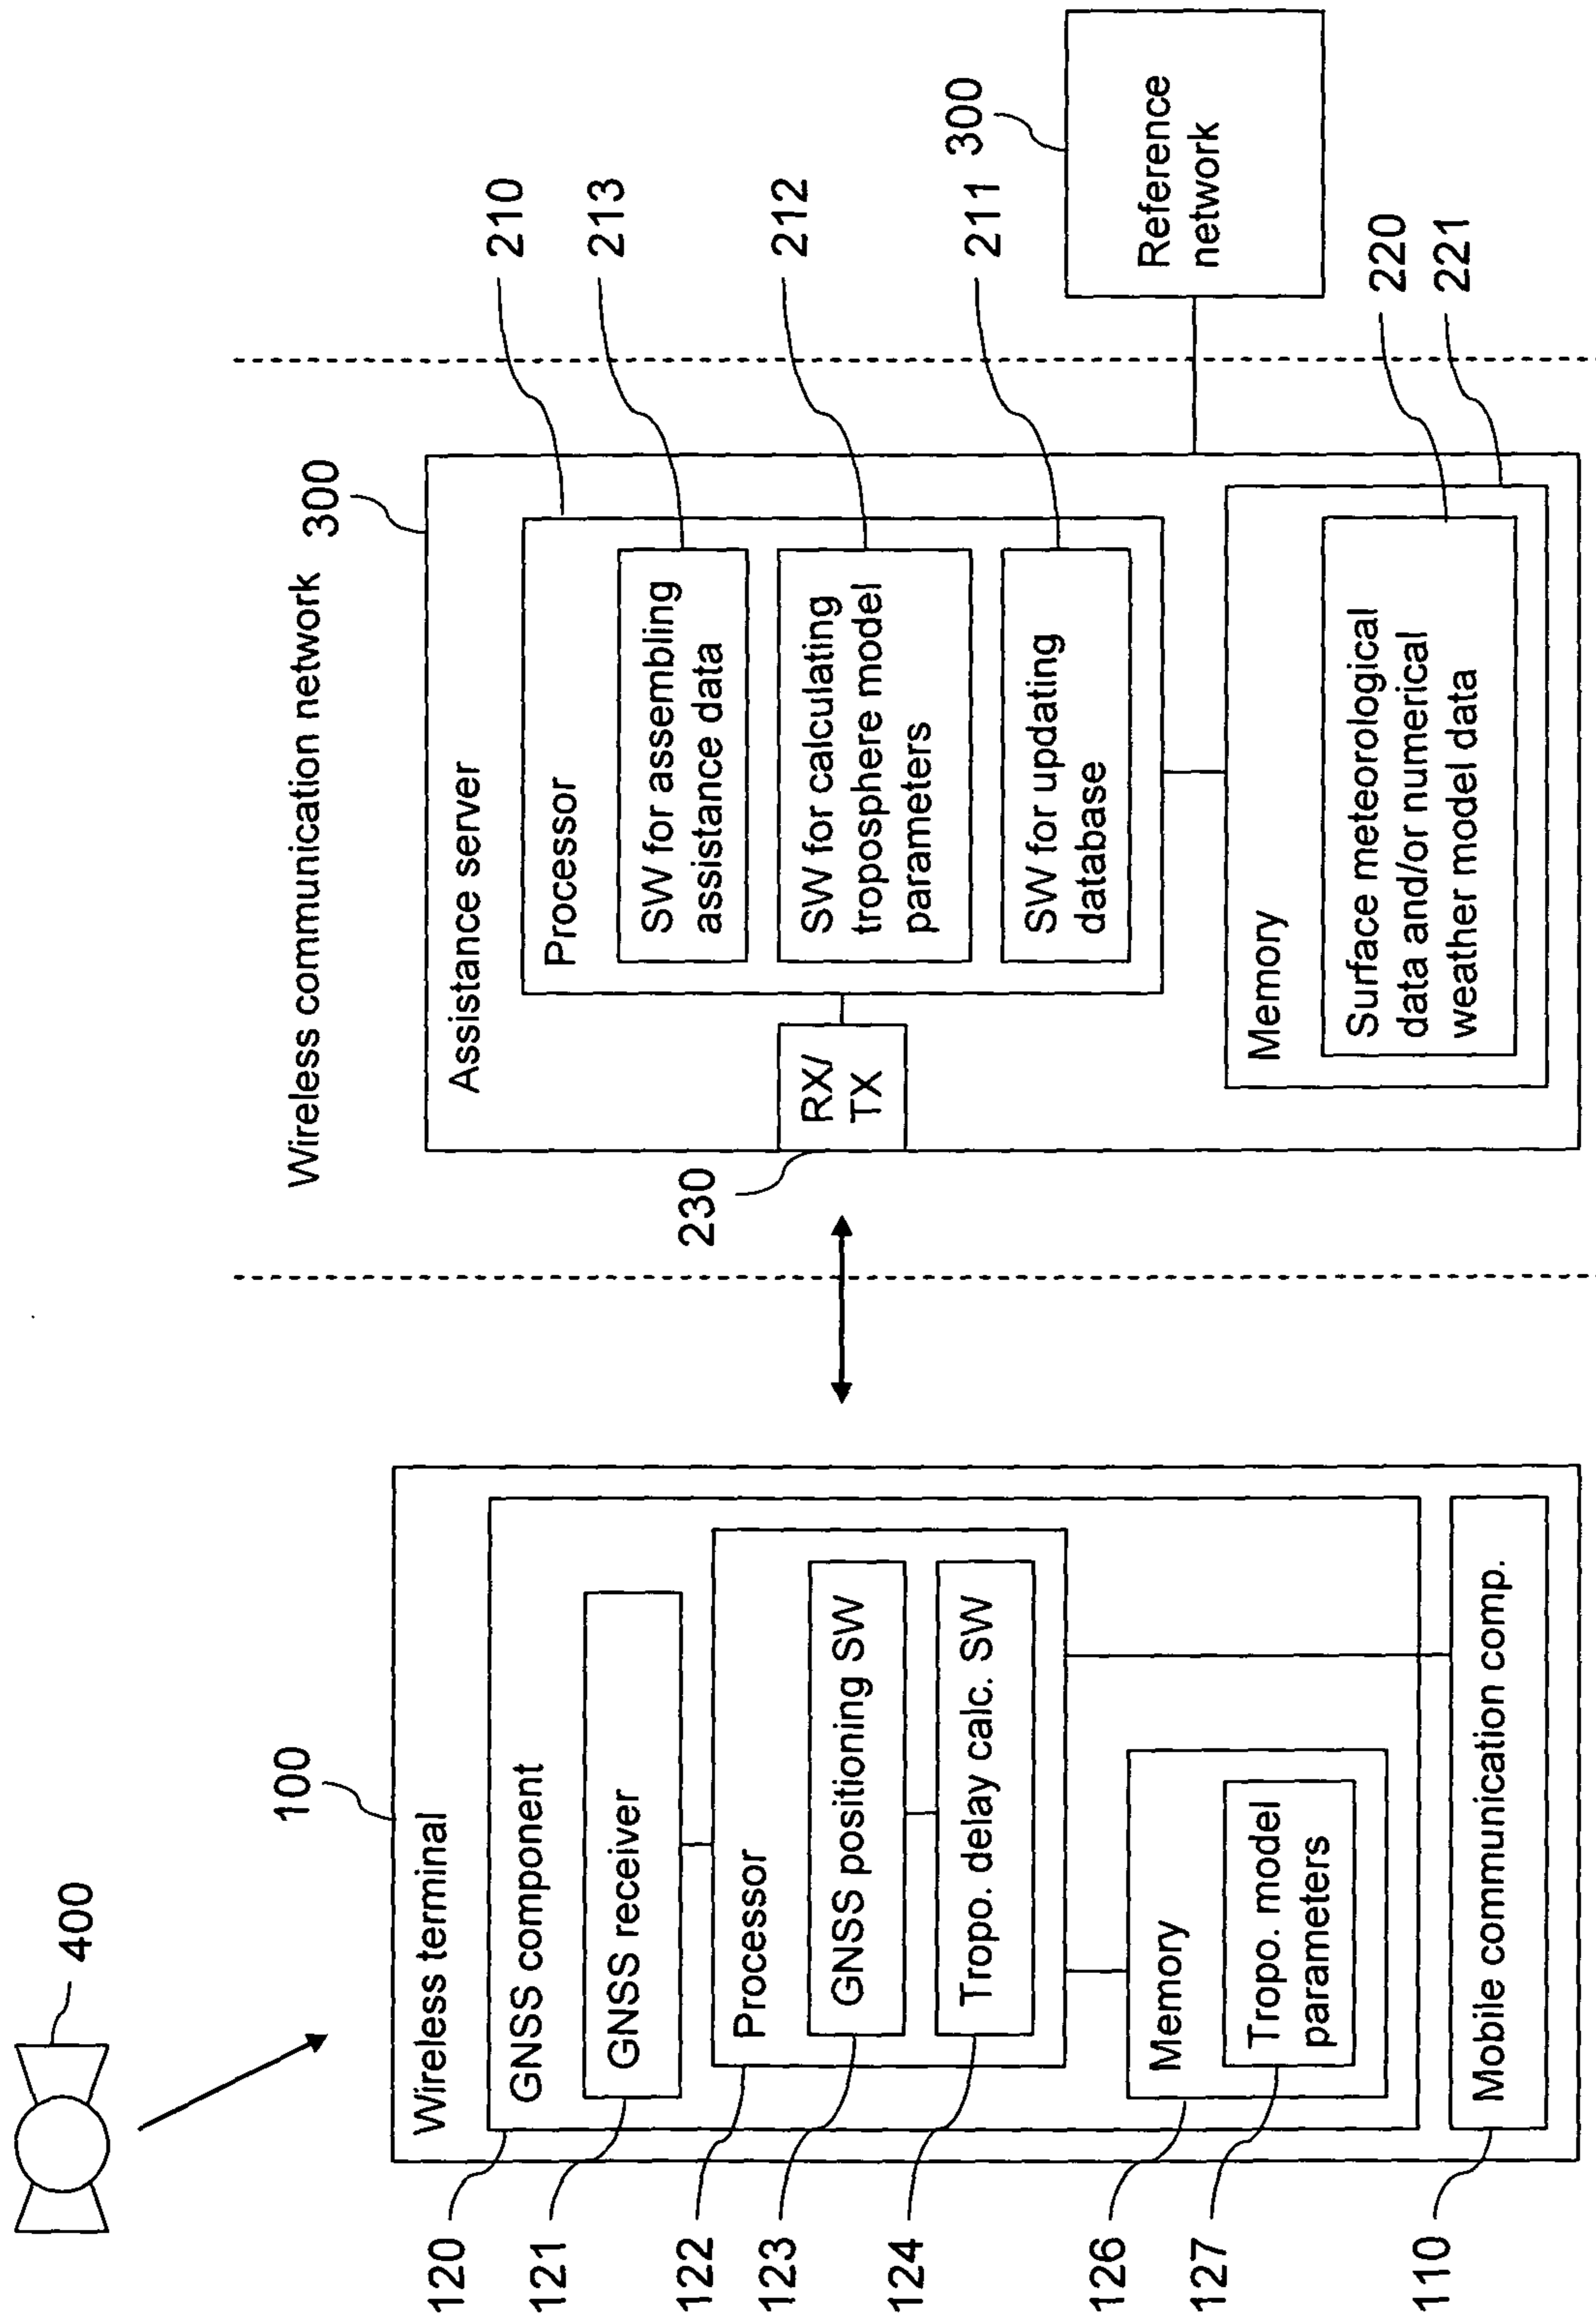 400
100
Wireless terminal
GNSS component
GNSS receiver
Processor
GNSS positioning SW
Tropo. delay calc. SW
Memory
Tropo. model
parameters
Mobile communication comp.
120
121
122
123
124
126
127
110
Wireless communication network
300
Assistance server
Processor
SW for assembling
assistance data
SW for calculating
troposphere model
parameters
SW for updating
database
RX/
TX
230
Memory
Surface meteorological
data and/or numerical
weather model data
210
213
212
211
220
221
300
Reference
network